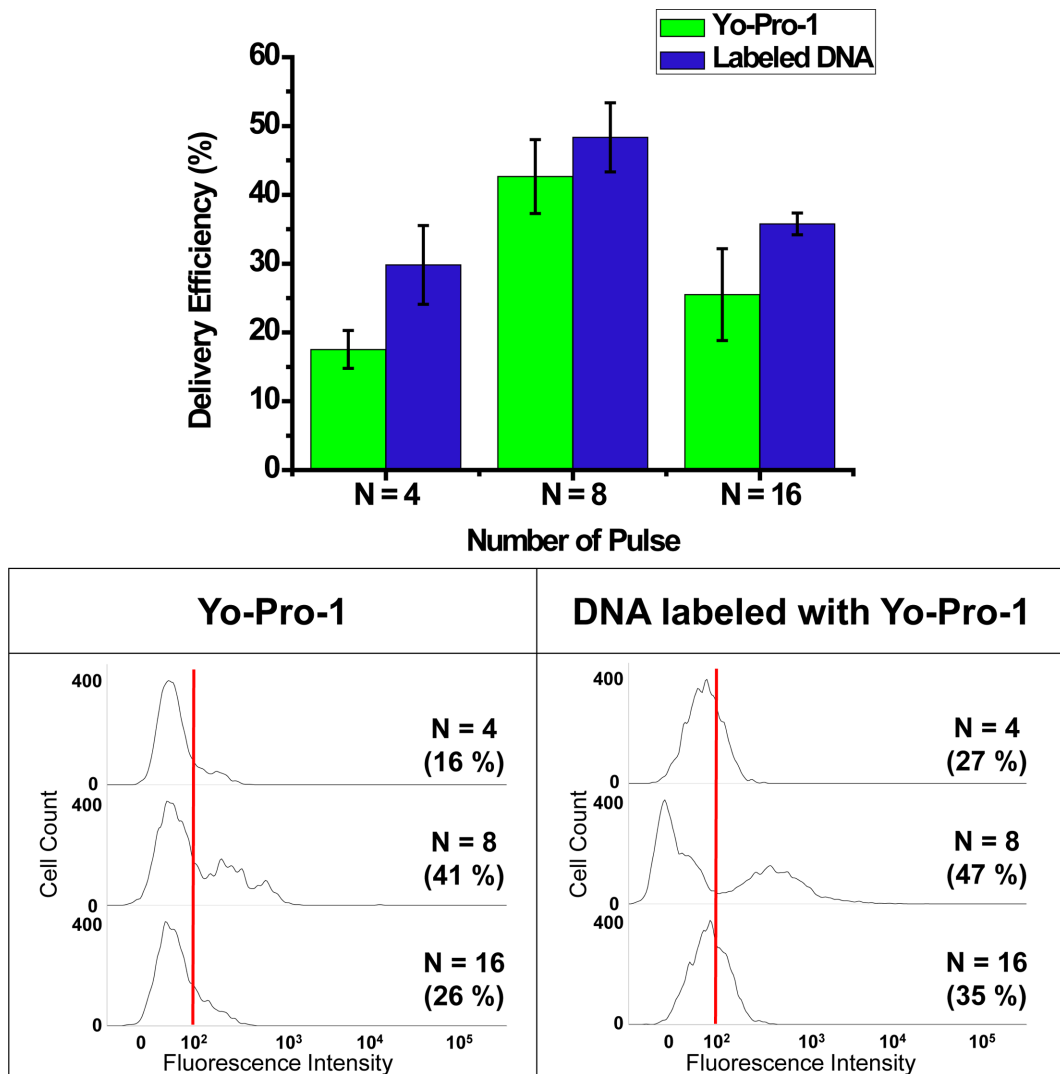 Yo-Pro-1
Labeled DNA
60
50
40
30
20
10
0
Delivery Efficiency (%)
N = 4 N = 8 N = 16
Number of Pulse
Yo-Pro-1
DNA labeled with Yo-Pro-1
400
N = 4
(16 %)
0
400
N = 8
(41 %)
0
400
N = 16
(26 %)
0
Cell Count
0 10² 10³ 10⁴ 10⁵
Fluorescence Intensity
400
N = 4
(27 %)
0
400
N = 8
(47 %)
0
400
N = 16
(35 %)
0
Cell Count
0 10² 10³ 10⁴ 10⁵
Fluorescence Intensity